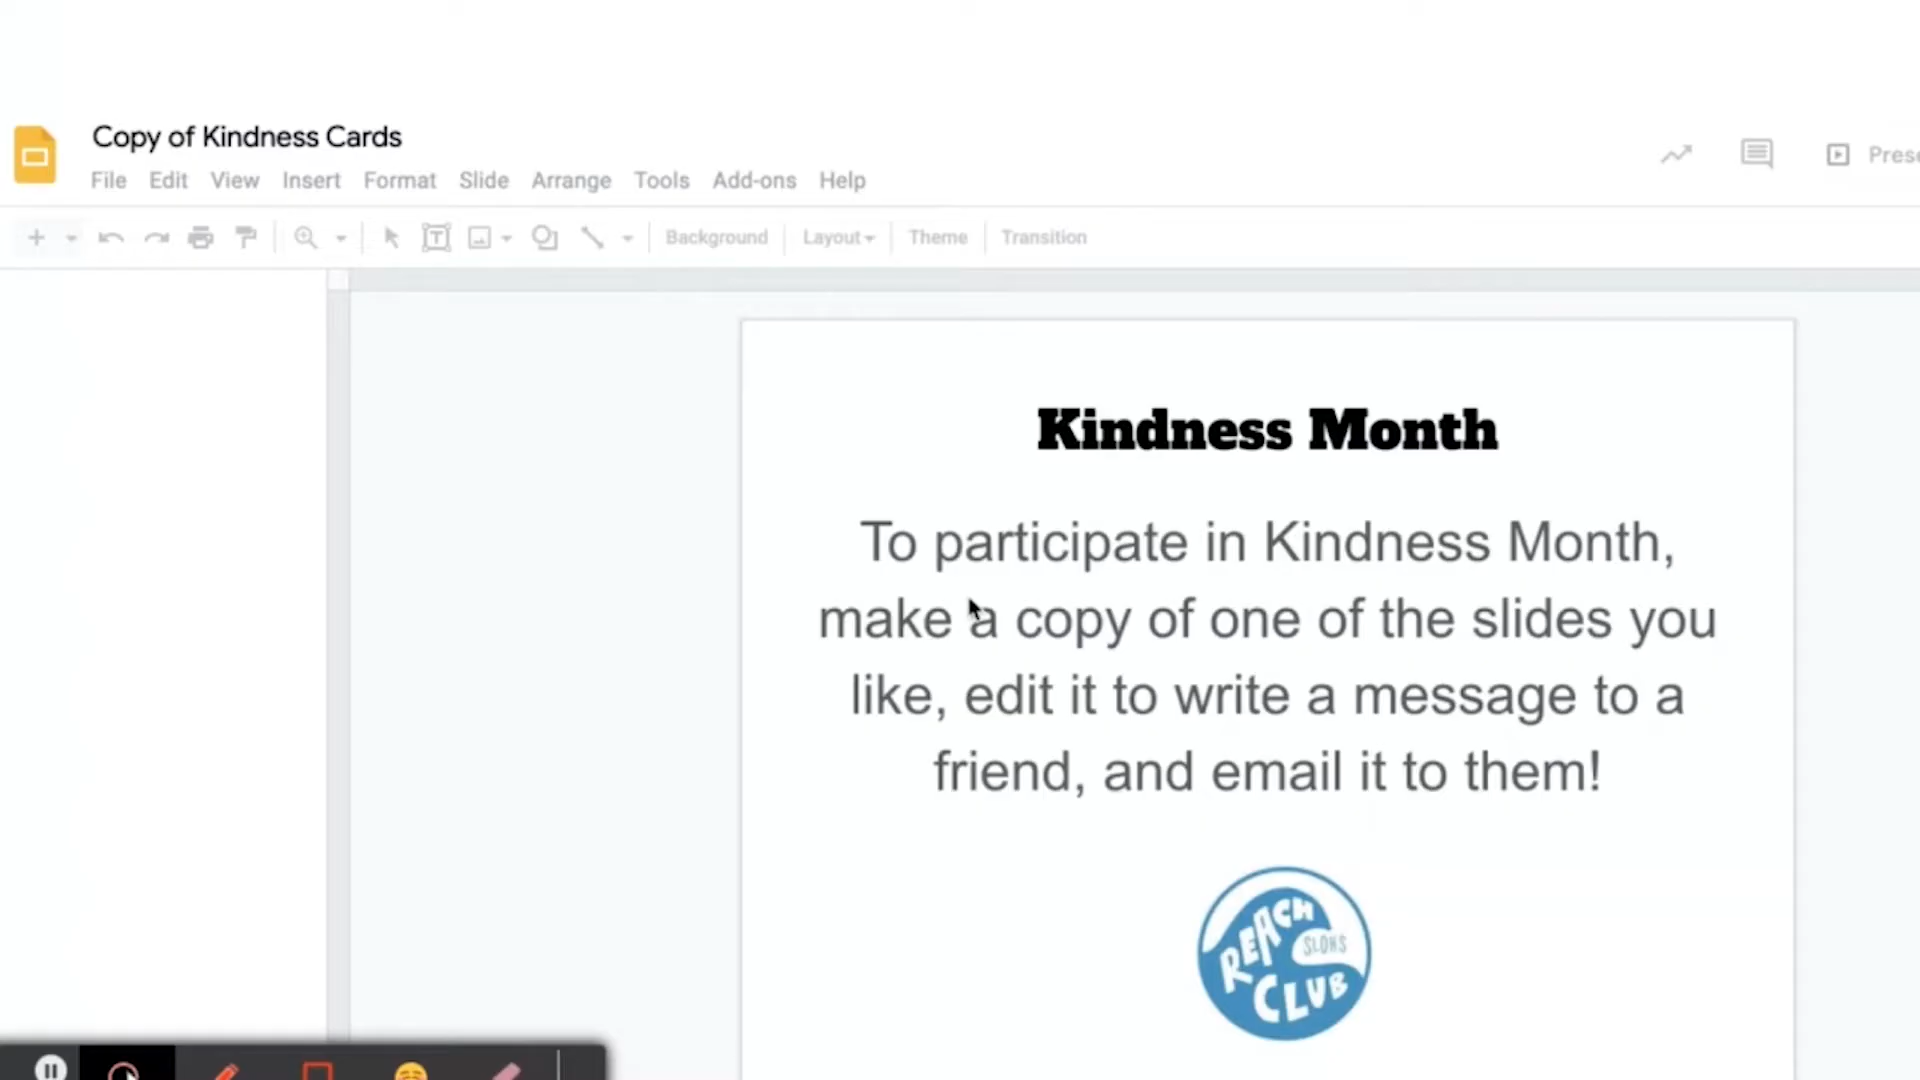 Copy of Kindness Cards
File Edit View Insert Format Slide Arrange Tools Add-ons Help
Background Layout Theme Transition
Kindness Month
To participate in Kindness Month,
make a copy of one of the slides you
like, edit it to write a message to a
friend, and email it to them!
REACH
SLOHS
CLUB